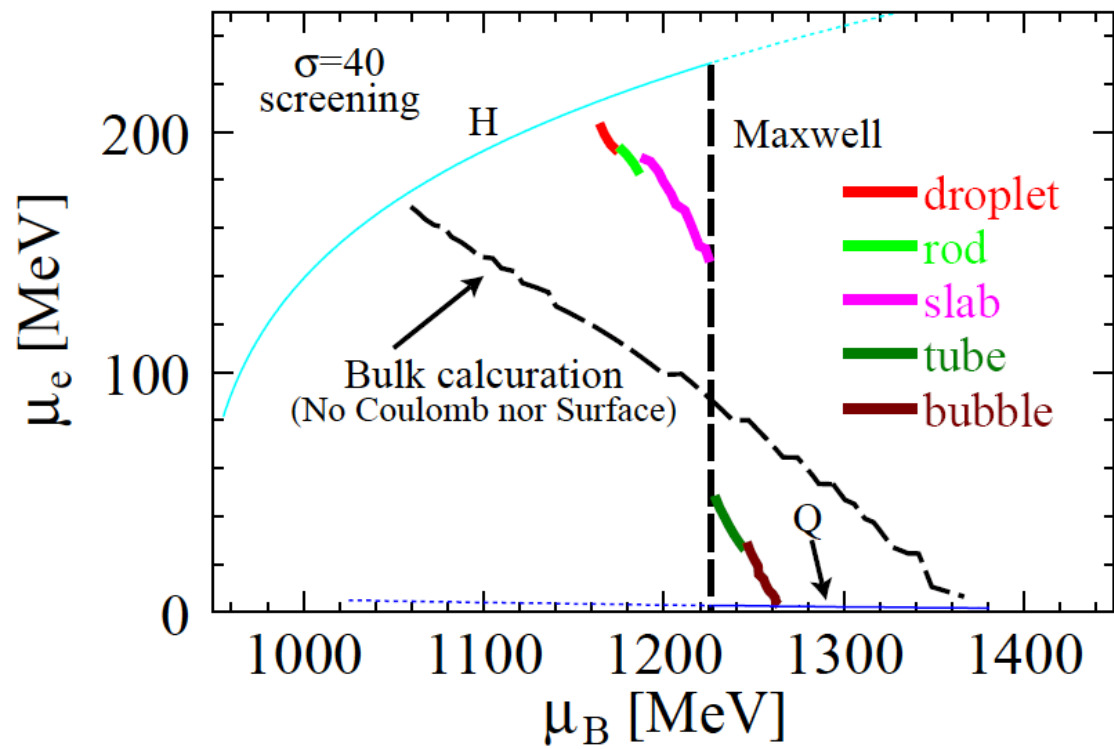 σ=40
screening
H
Maxwell
droplet
rod
slab
tube
bubble
Bulk calcuration
(No Coulomb nor Surface)
Q
μe [MeV]
200
100
0
1000 1100 1200 1300 1400
μB [MeV]